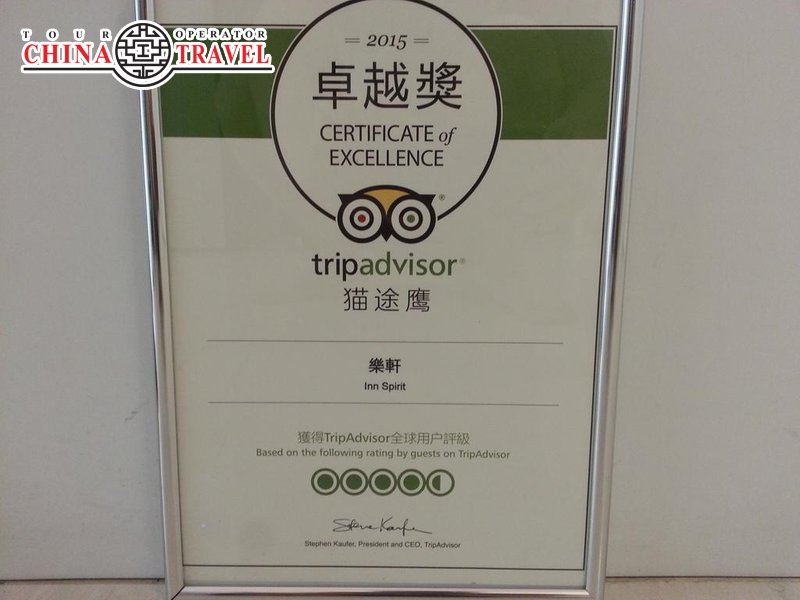 TOUR OPERATOR
CHINA TRAVEL
= 2015 =
卓越獎
CERTIFICATE of
EXCELLENCE
tripadvisor®
猫途鹰
樂軒
Inn Spirit
獲得TripAdvisor全球用户評級
Based on the following rating by guests on TripAdvisor
Stephen Kaufer, President and CEO, TripAdvisor